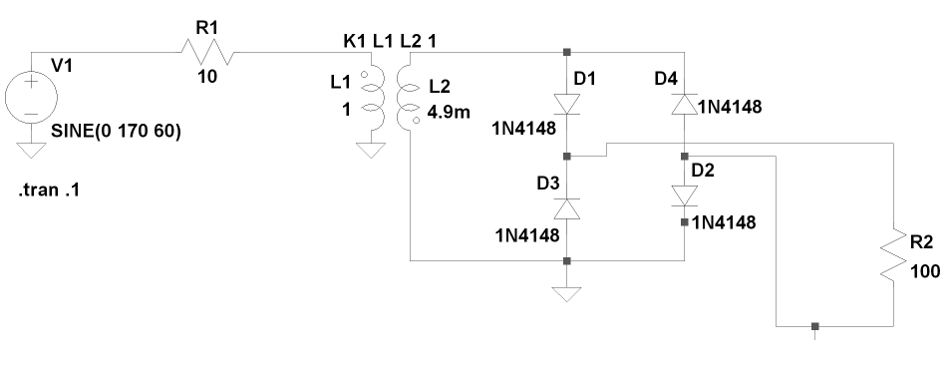 R1
K1 L1 L2 1
V1
10
L1
L2
1
4.9m
D1
D4
1N4148
1N4148
SINE(0 170 60)
.tran .1
D3
D2
1N4148
1N4148
R2
100